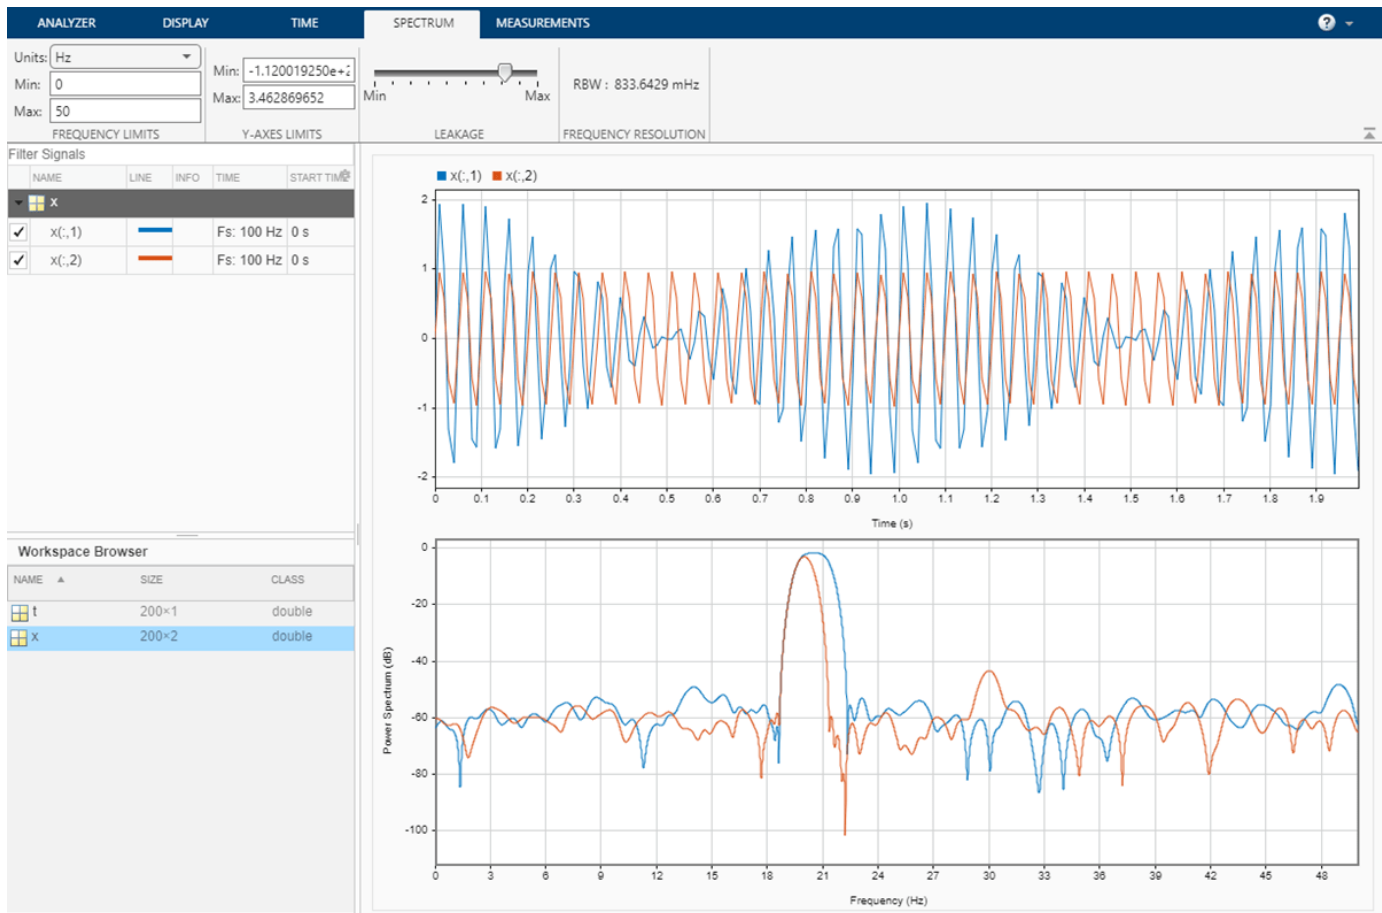 ANALYZER DISPLAY TIME SPECTRUM MEASUREMENTS ?
Units: Hz
Min: 0
Max: 50
FREQUENCY LIMITS
Min: -1.120019250e+2
Max: 3.462869652
Y-AXES LIMITS
Min Max
LEAKAGE
RBW : 833.6429 mHz
FREQUENCY RESOLUTION
Filter Signals
NAME LINE INFO TIME START TIME
x
x(:,1) Fs: 100 Hz 0 s
x(:,2) Fs: 100 Hz 0 s
Workspace Browser
NAME SIZE CLASS
t 200×1 double
x 200×2 double
x(:,1) x(:,2)
2
1
0
-1
-2
0 0.1 0.2 0.3 0.4 0.5 0.6 0.7 0.8 0.9 1.0 1.1 1.2 1.3 1.4 1.5 1.6 1.7 1.8 1.9
Time (s)
Power Spectrum (dB)
0
-20
-40
-60
-80
-100
0 3 6 9 12 15 18 21 24 27 30 33 36 39 42 45 48
Frequency (Hz)